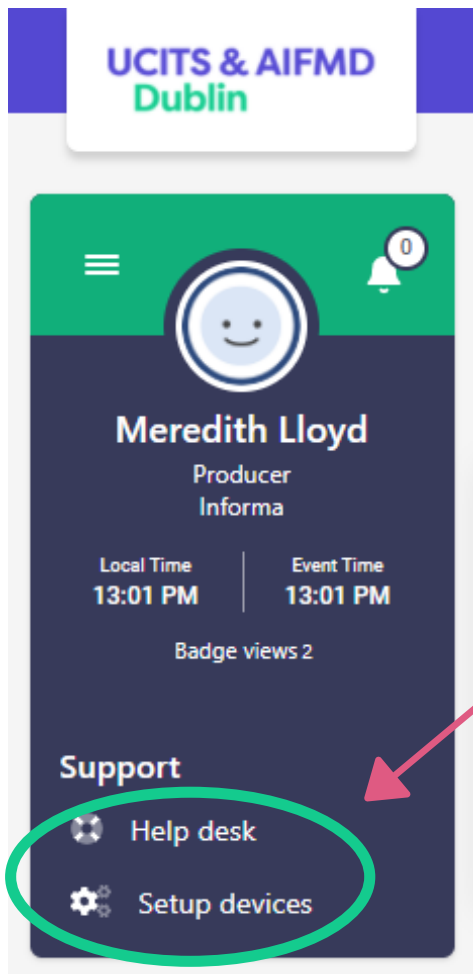 UCITS & AIFMD
Dublin
0
Meredith Lloyd
Producer
Informa
Local Time
Event Time
13:01 PM
13:01 PM
Badge views 2
Support
Help desk
Setup devices